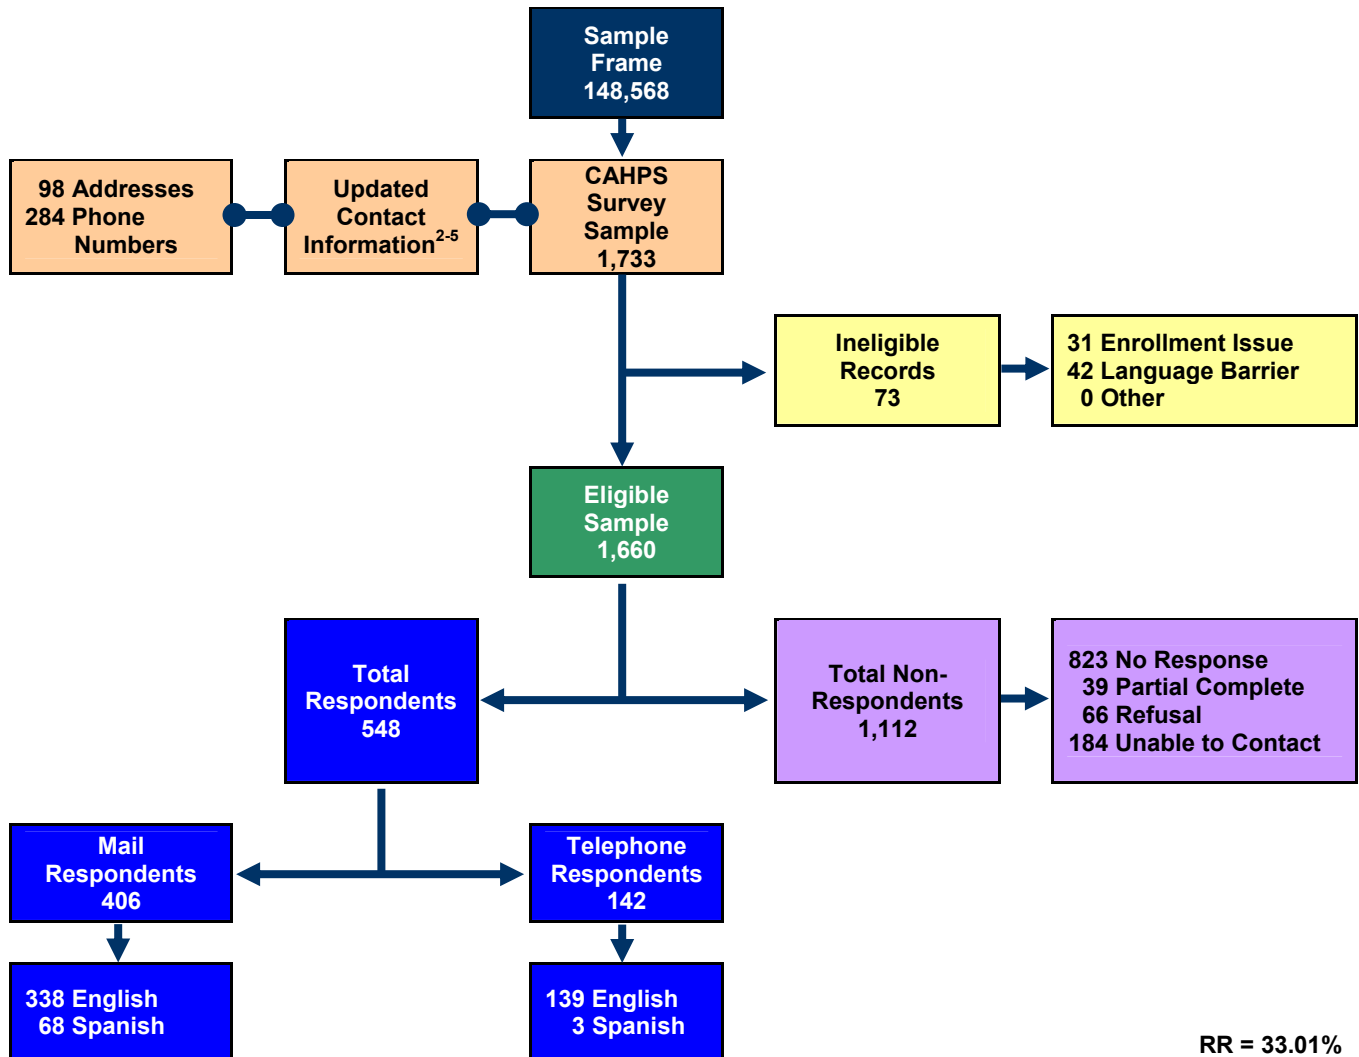 Sample
Frame
148,568
98 Addresses
284 Phone
Numbers
Updated
Contact
Information2-5
CAHPS
Survey
Sample
1,733
Ineligible
Records
73
31 Enrollment Issue
42 Language Barrier
0 Other
Eligible
Sample
1,660
Total
Respondents
548
Total Non-
Respondents
1,112
823 No Response
39 Partial Complete
66 Refusal
184 Unable to Contact
Mail
Respondents
406
Telephone
Respondents
142
338 English
68 Spanish
139 English
3 Spanish
RR = 33.01%